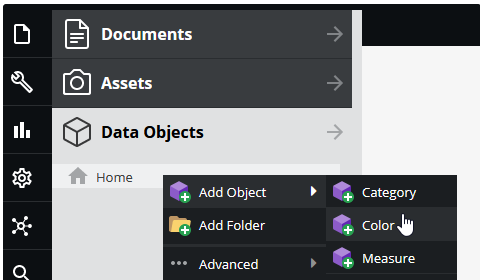 Documents
Assets
Data Objects
Home
Add Object
Add Folder
Advanced
Category
Color
Measure